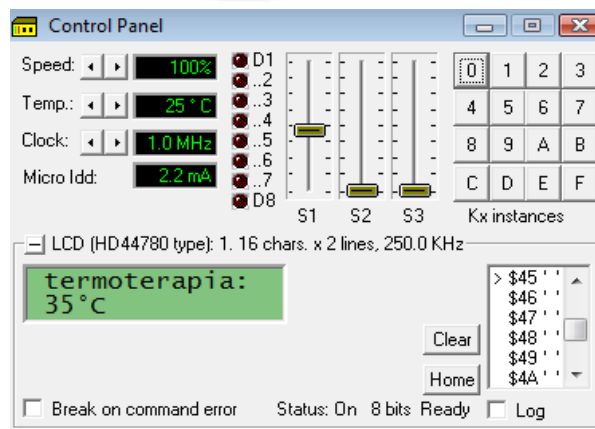 Control Panel
Speed: 100%
Temp.: 25 ° C
Clock: 1.0 MHz
Micro Idd: 2.2 mA
D1
..2
..3
..4
..5
..6
..7
D8
S1 S2 S3
0 1 2 3
4 5 6 7
8 9 A B
C D E F
Kx instances
LCD (HD44780 type): 1. 16 chars. x 2 lines, 250.0 KHz
termoterapia:
35°C
> $45 ' '
$46 ' '
$47 ' '
$48 ' '
$49 ' '
$4A ' '
Clear
Home
Break on command error Status: On 8 bits Ready Log